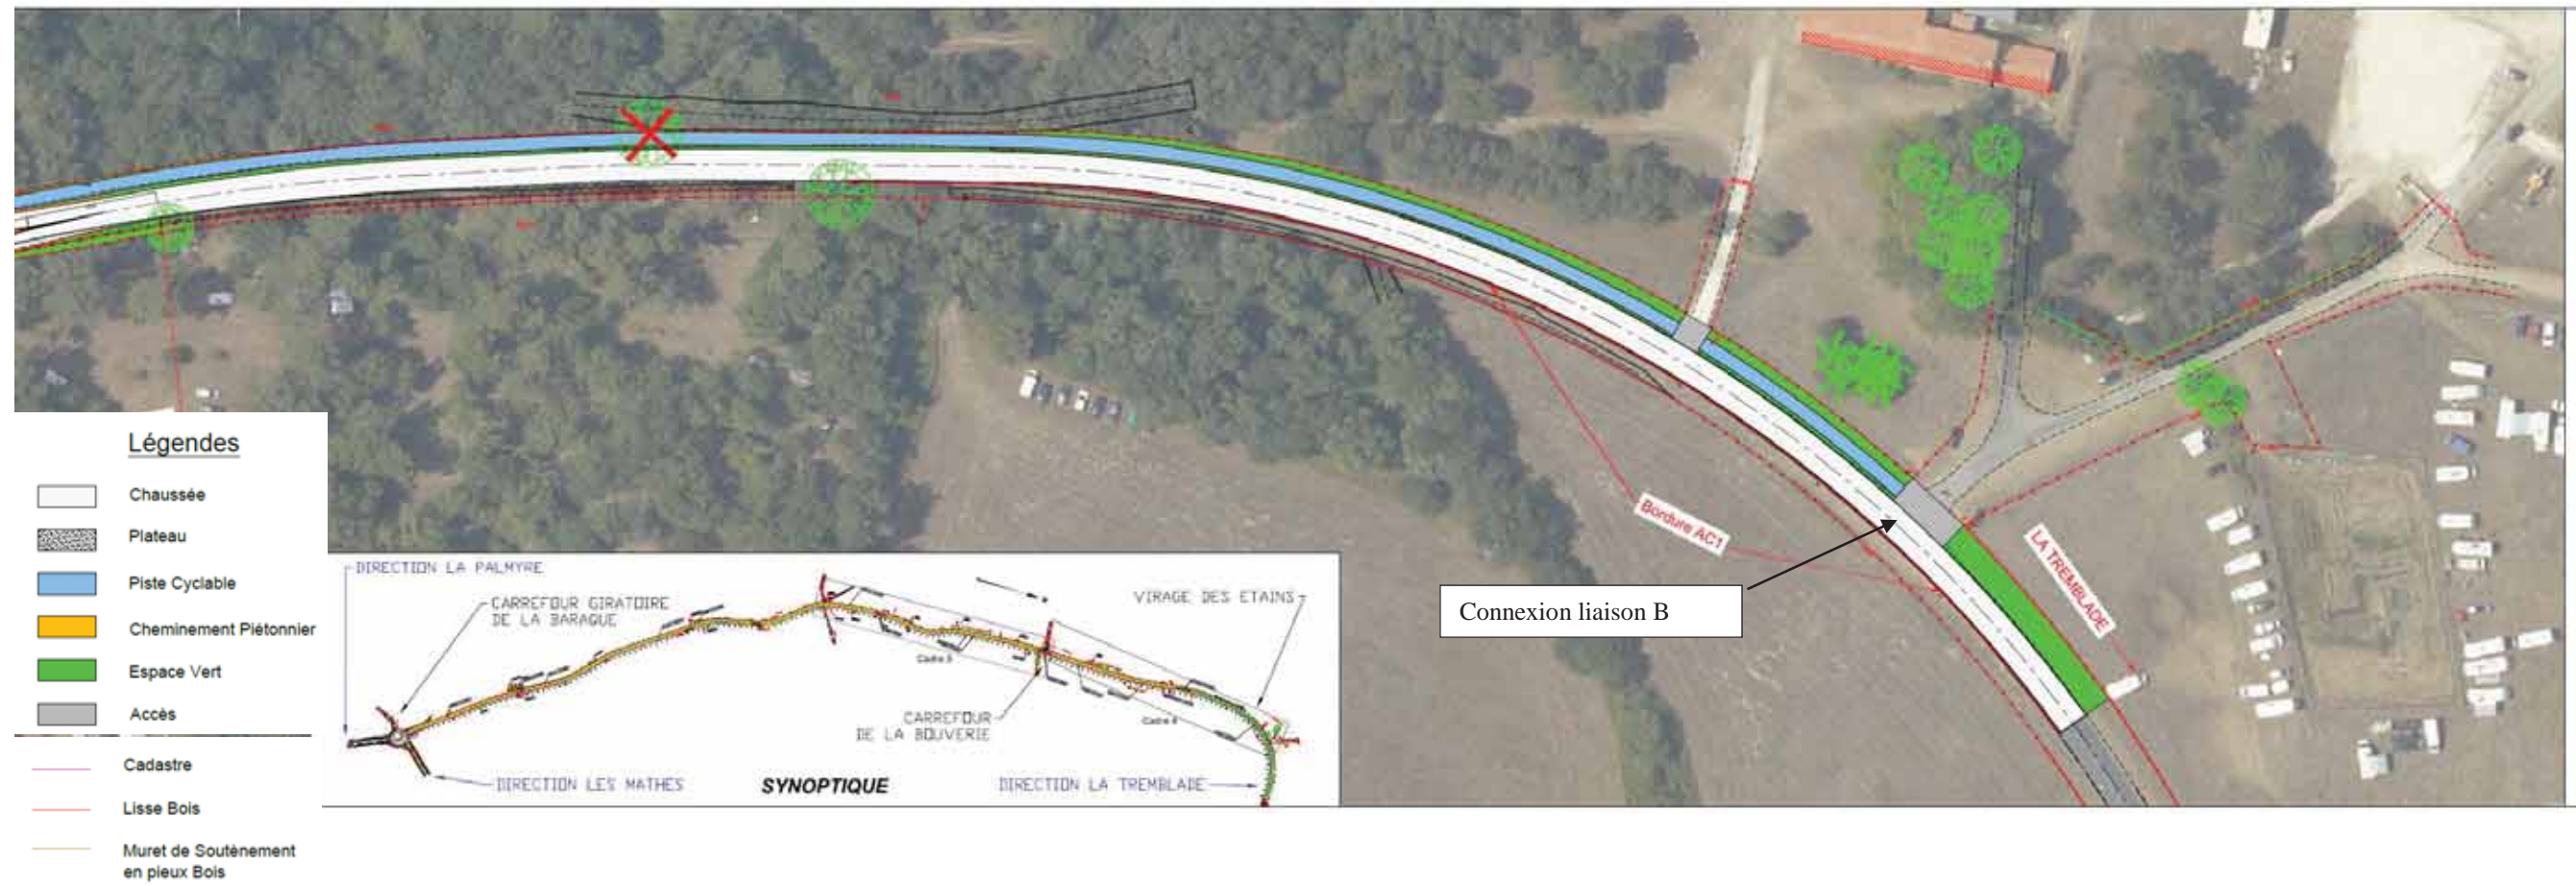 Bordure AC1
LA TREMBLADE
Connexion liaison B
Légendes
Chaussée
Plateau
Piste Cyclable
Cheminement Piétonnier
Espace Vert
Accès
Cadastre
Lisse Bois
Muret de Soutènement
en pieux Bois
DIRECTION LA PALMYRE
CARREFOUR GIRATOIRE
DE LA BARAQUE
VIRAGE DES ETAINS
Cadre 5
CARREFOUR
DE LA BOUVERIE
DIRECTION LES MATHES
SYNOPTIQUE
DIRECTION LA TREMBLADE